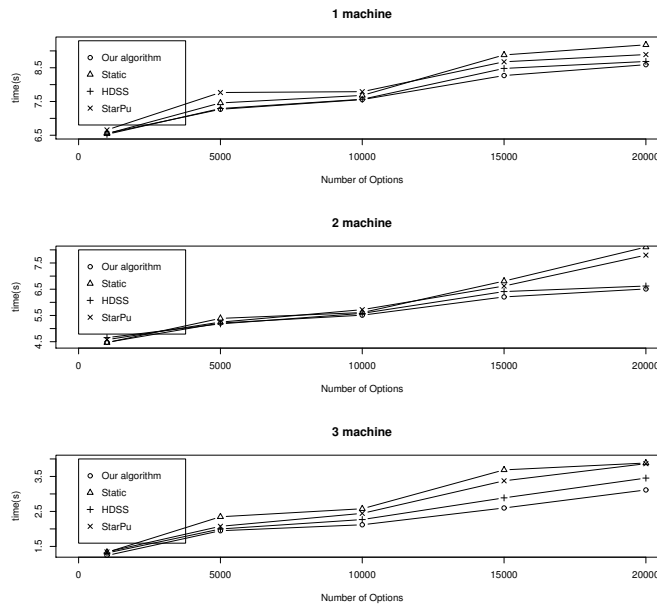 1 machine
time(s)
8.5
7.5
6.5
Our algorithm
Static
HDSS
StarPu
0 5000 10000 15000 20000
Number of Options
2 machine
time(s)
7.5
6.5
5.5
4.5
Our algorithm
Static
HDSS
StarPu
0 5000 10000 15000 20000
Number of Options
3 machine
time(s)
3.5
2.5
1.5
Our algorithm
Static
HDSS
StarPu
0 5000 10000 15000 20000
Number of Options